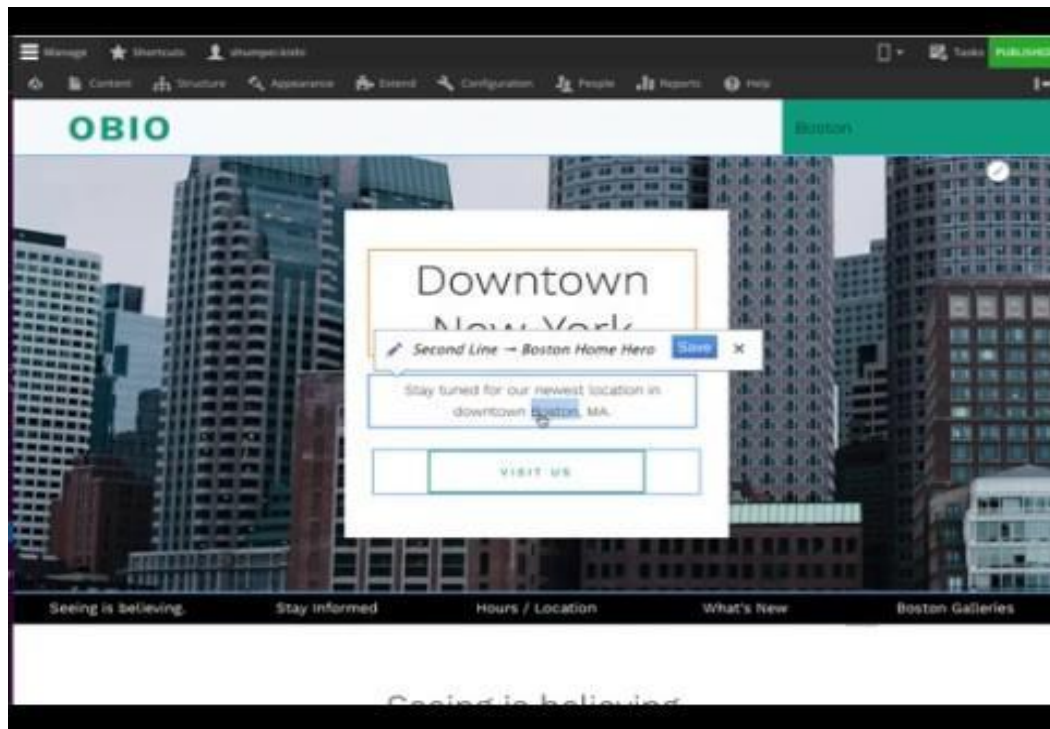 Manage Shortcuts shumpei.kishi Tasks PUBLISHED
Content Structure Appearance Extend Configuration People Reports Help
OBIO
Boston
Downtown
New York
Second Line → Boston Home Hero Save ×
Stay tuned for our newest location in
downtown Boston, MA.
VISIT US
Seeing is believing. Stay Informed Hours / Location What's New Boston Galleries
Seeing is believing